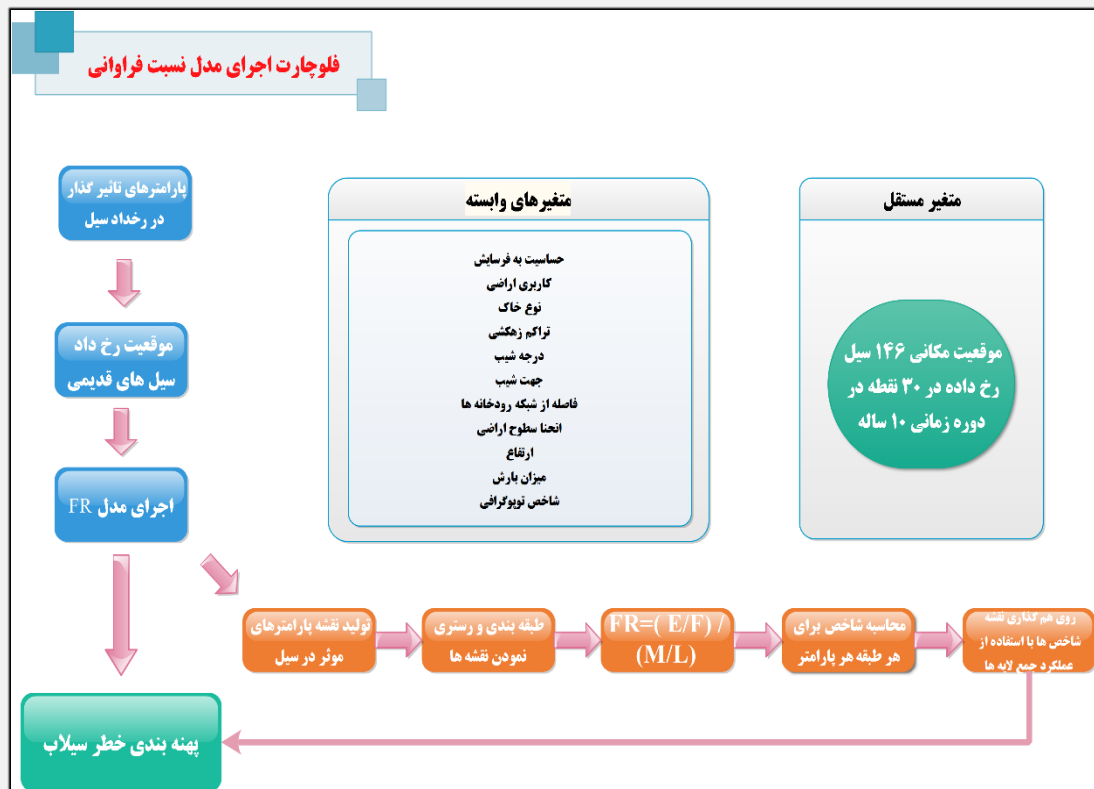 فلوچارت اجرای مدل نسبت فراوانی
پارامترهای تاثیر گذار
در رخداد سیل
موقعیت رخ داد
سیل های قدیمی
اجرای مدل FR
متغیرهای وابسته
حساسیت به فرسایش
کاربری اراضی
نوع خاک
تراکم زهکشی
درجه شیب
جهت شیب
فاصله از شبکه رودخانه ها
انحنا سطوح اراضی
ارتفاع
میزان بارش
شاخص توپوگرافی
متغیر مستقل
موقعیت مکانی ۱۴۶ سیل
رخ داده در ۳۰ نقطه در
دوره زمانی ۱۰ ساله
تولید نقشه پارامترهای
موثر در سیل
طبقه بندی و رستری
نمودن نقشه ها
FR=( E/F) /
(M/L)
محاسبه شاخص برای
هر طبقه هر پارامتر
روی هم گذاری نقشه
شاخص ها با استفاده از
عملکرد جمع لایه ها
پهنه بندی خطر سیلاب